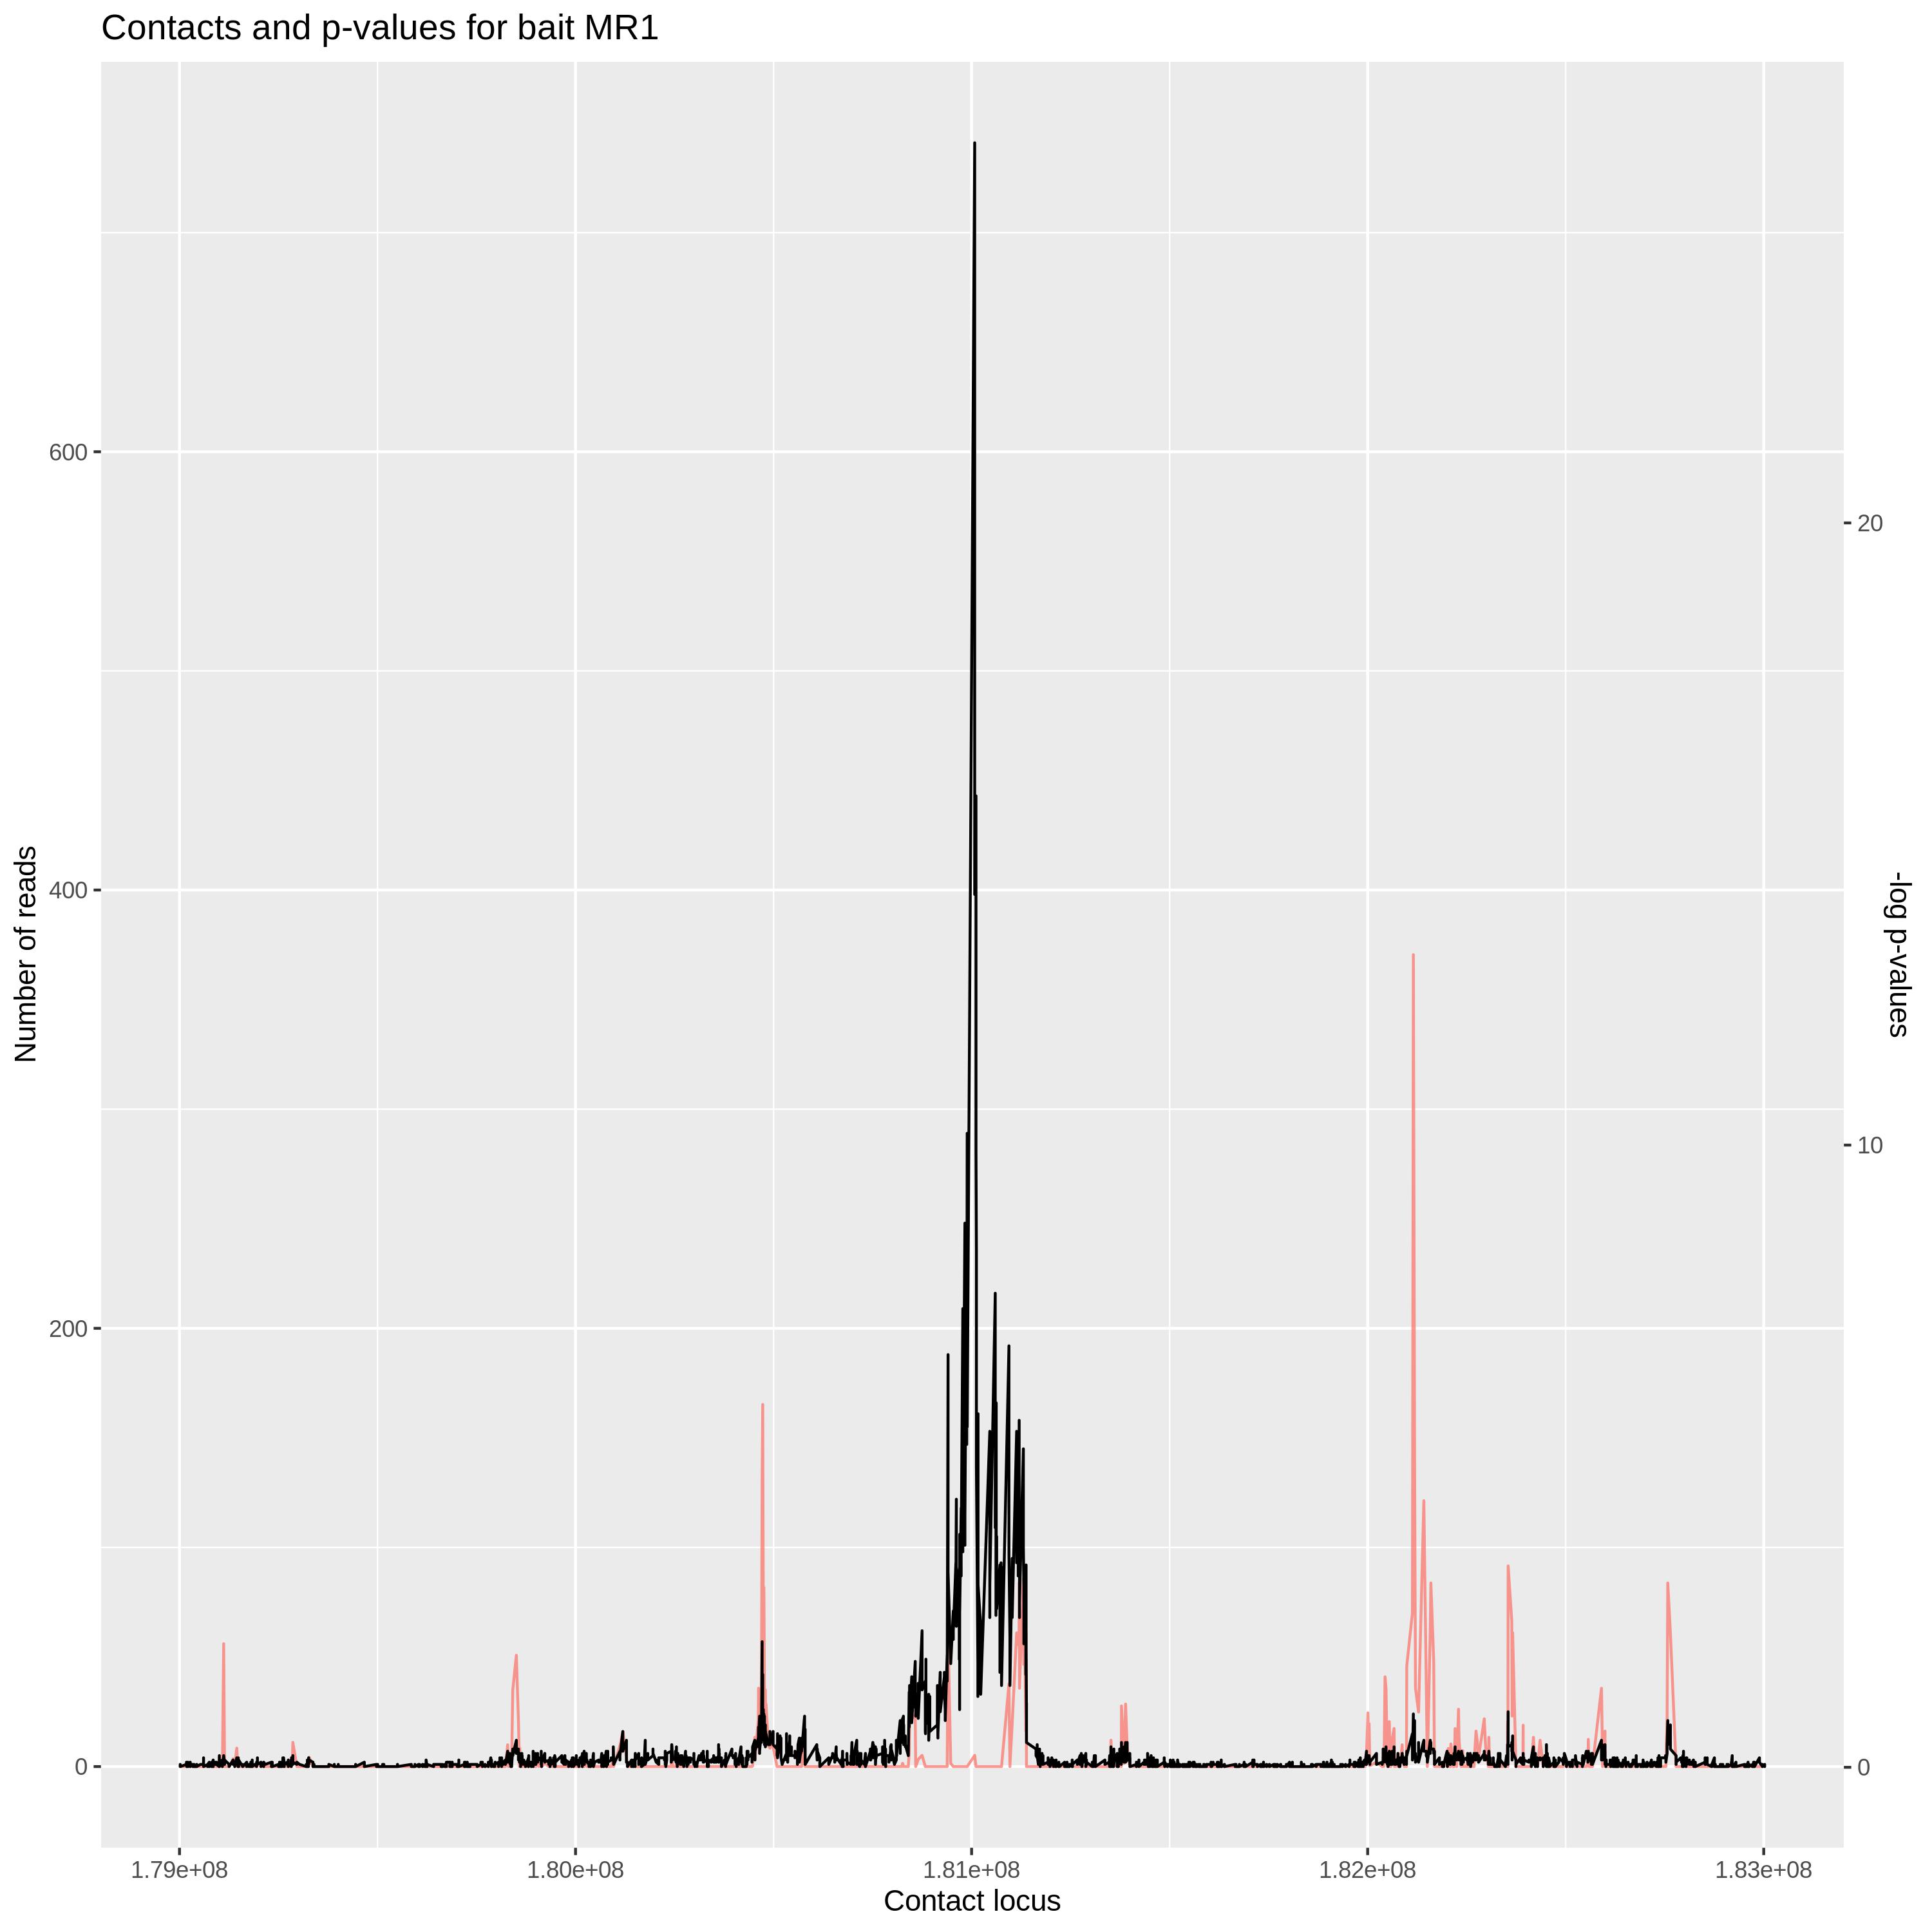 Contacts and p-values for bait MR1
Number of reads
600
400
200
0
20
10
0
-log p-values
1.79e+08
1.80e+08
1.81e+08
1.82e+08
1.83e+08
Contact locus